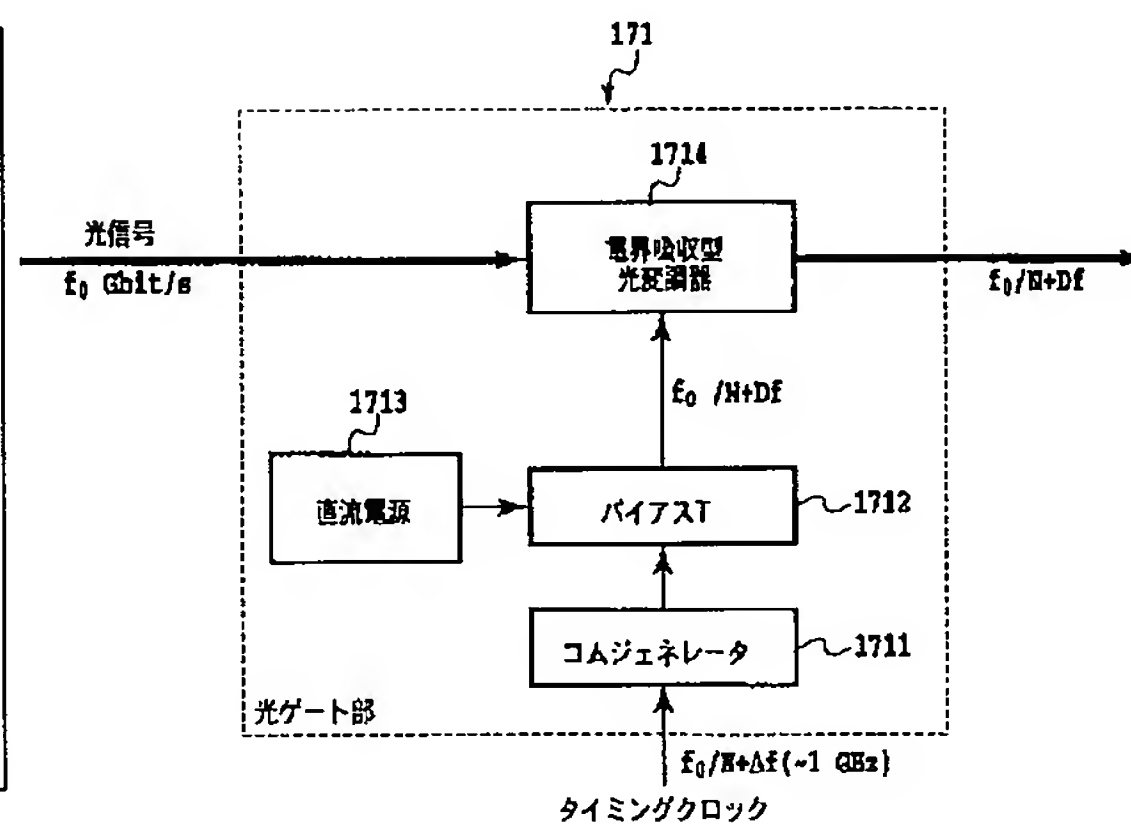 171
1714
光信号
f₀ Gbit/s
電界吸収型
光変調器
f₀/N+Df
f₀ /N+Df
1713
直流電源
バイアスT
1712
コムジェネレータ
1711
光ゲート部
f₀/N+Δf(~1 GHz)
タイミングクロック